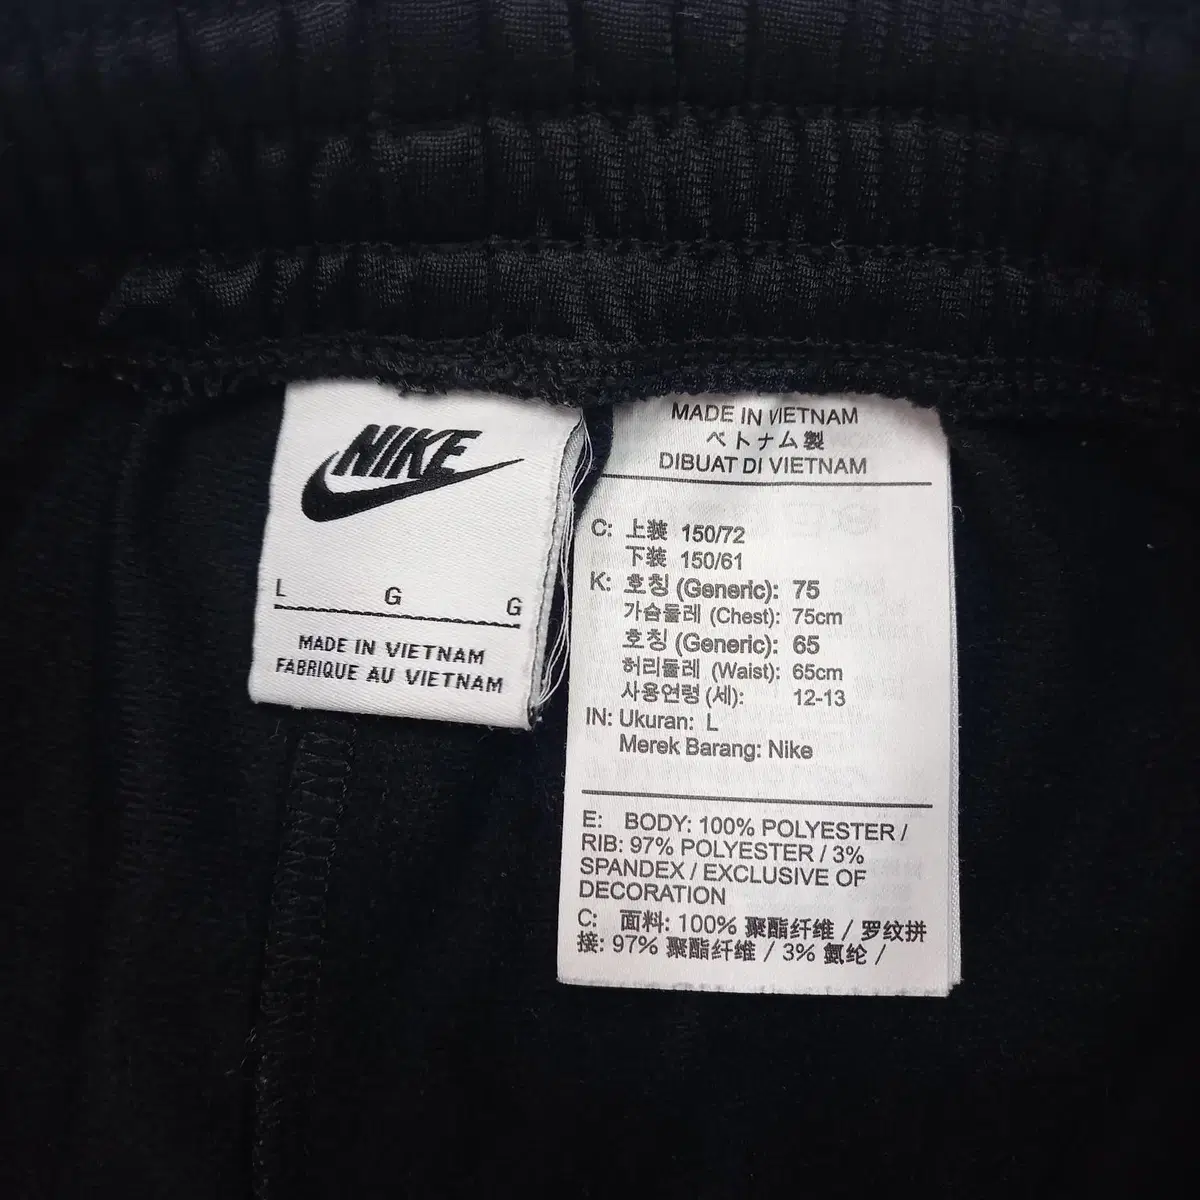 NIKE
L G G
MADE IN VIETNAM
FABRIQUE AU VIETNAM
MADE IN VIETNAM
ベトナム製
DIBUAT DI VIETNAM
C: 上装 150/72
下装 150/61
K: 호칭 (Generic): 75
가슴둘레 (Chest): 75cm
호칭 (Generic): 65
허리둘레 (Waist): 65cm
사용연령 (세): 12-13
IN: Ukuran: L
Merek Barang: Nike
E: BODY: 100% POLYESTER /
RIB: 97% POLYESTER / 3%
SPANDEX / EXCLUSIVE OF
DECORATION
C: 面料: 100% 聚酯纤维 / 罗纹拼
接: 97% 聚酯纤维 / 3% 氨纶 /